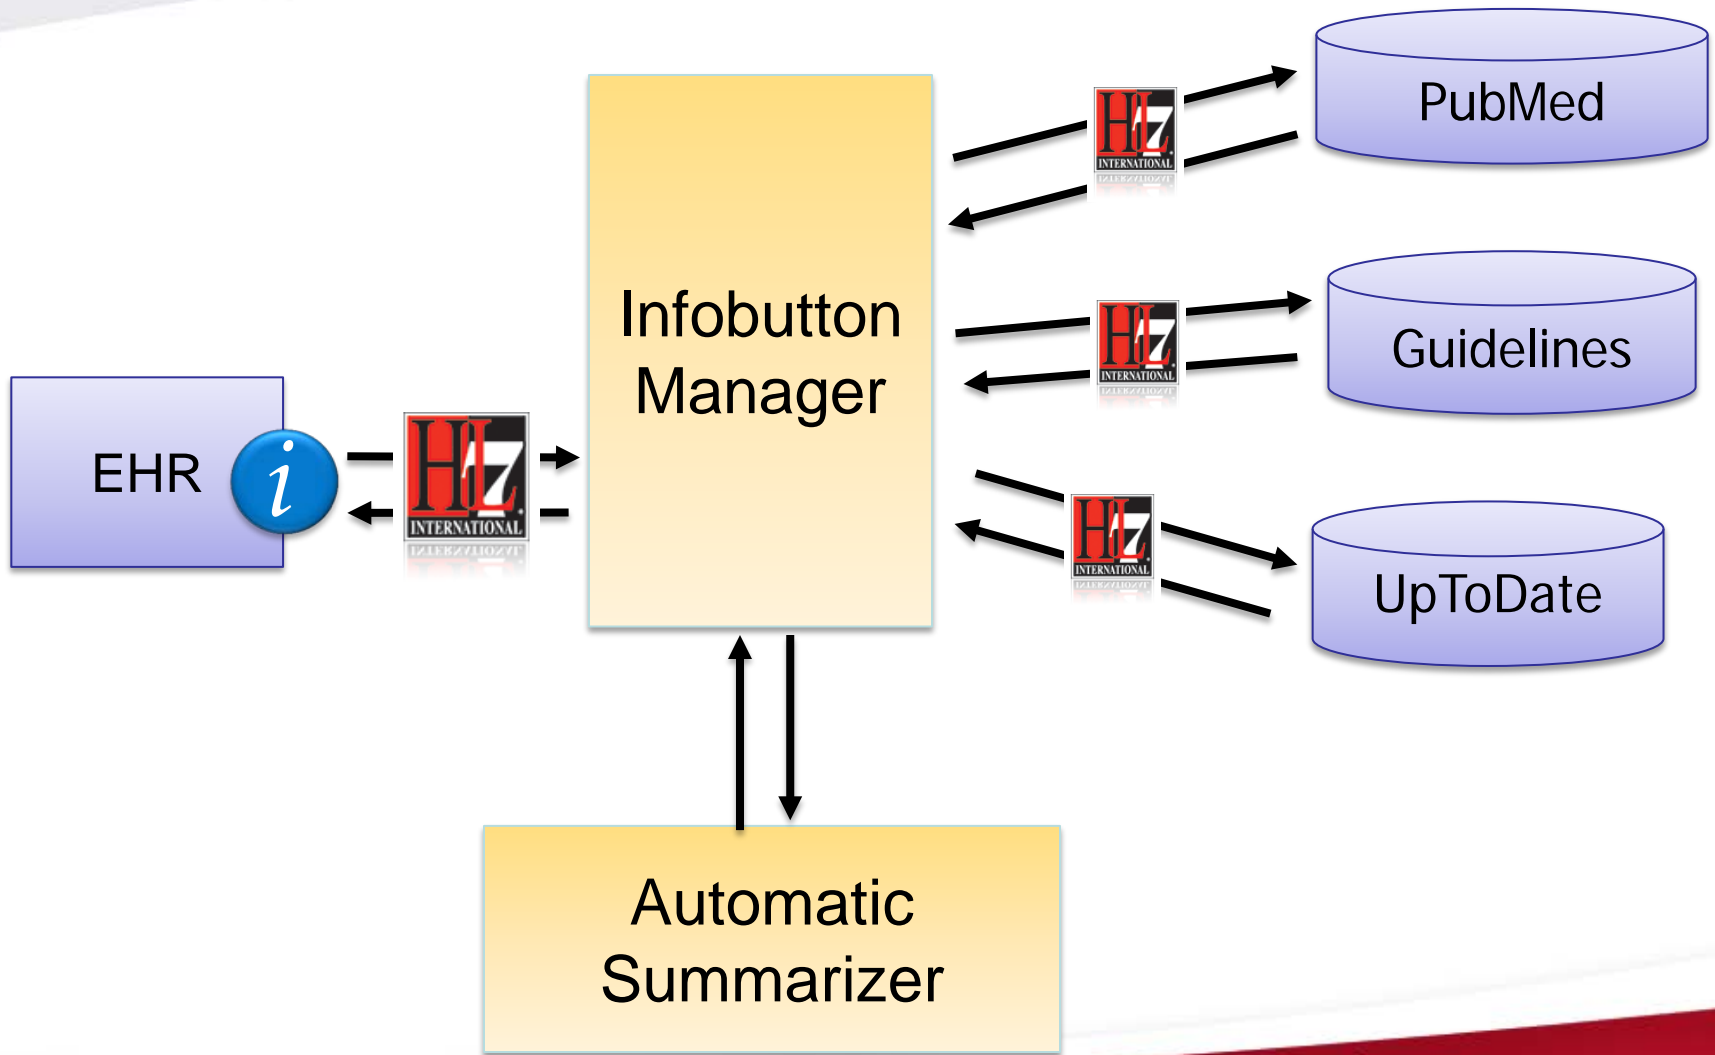 PubMed
HL7
INTERNATIONAL
Infobutton
Manager
Guidelines
HL7
INTERNATIONAL
EHR
i
HL7
INTERNATIONAL
UpToDate
HL7
INTERNATIONAL
Automatic
Summarizer